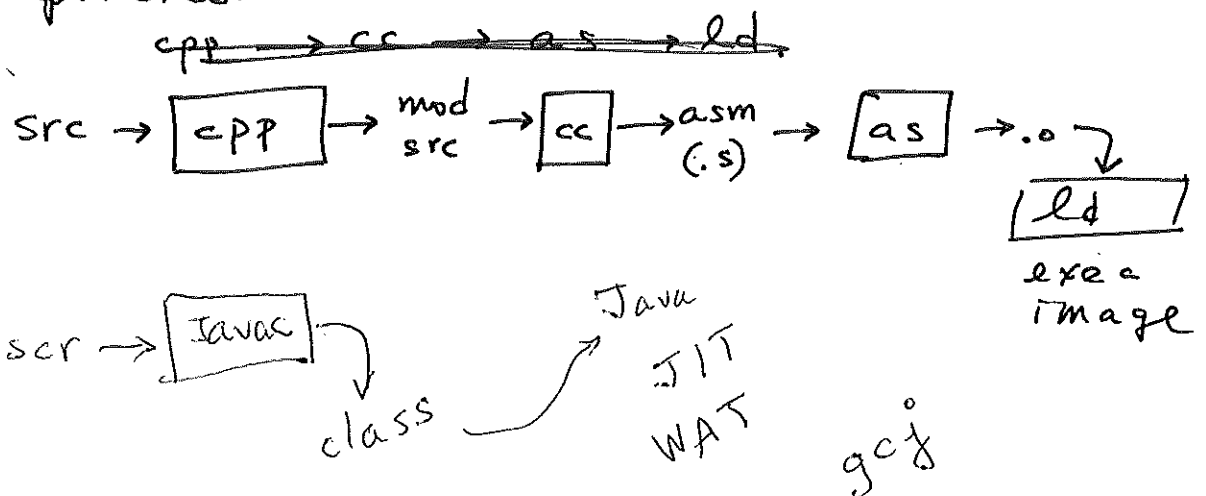 cpp → cc → as → ld
src → cpp → mod src → cc → asm (.s) → as → .o
ld
exec image
scr → Javac
class
Java
JIT
WAT
gcj